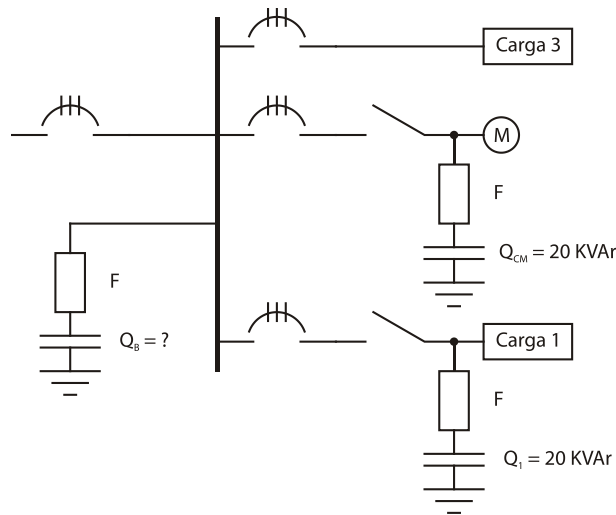 Carga 3
M
F
Q_CM = 20 KVAr
F
Q_B = ?
Carga 1
F
Q_1 = 20 KVAr